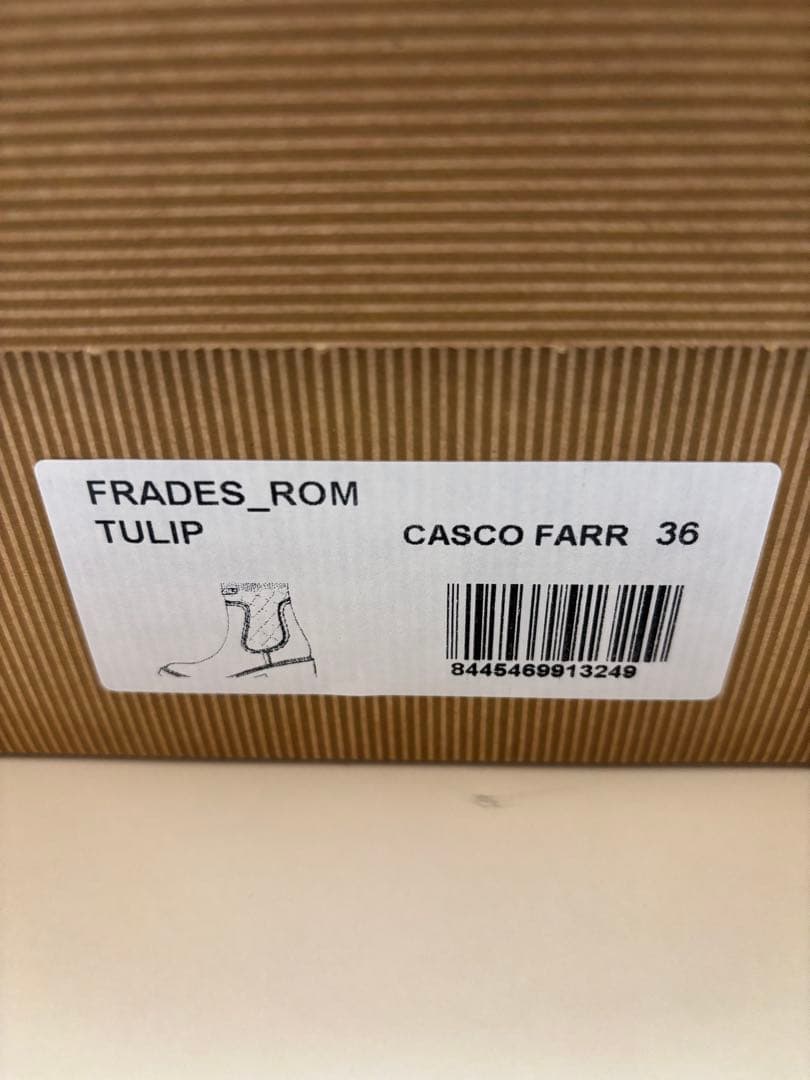 FRADES_ROM
TULIP CASCO FARR 36
8445469913249